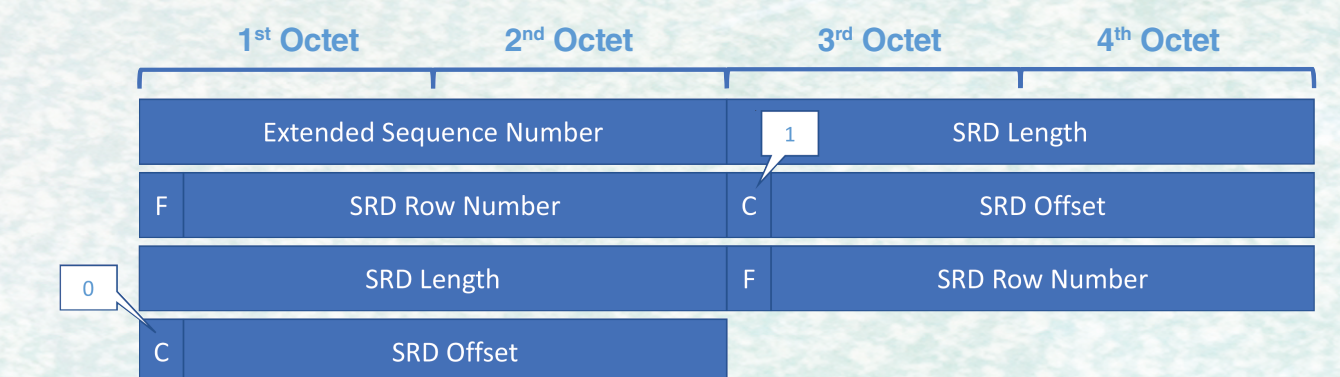 1st Octet 2nd Octet 3rd Octet 4th Octet
Extended Sequence Number 1 SRD Length
F SRD Row Number C SRD Offset
SRD Length F SRD Row Number
0
C SRD Offset